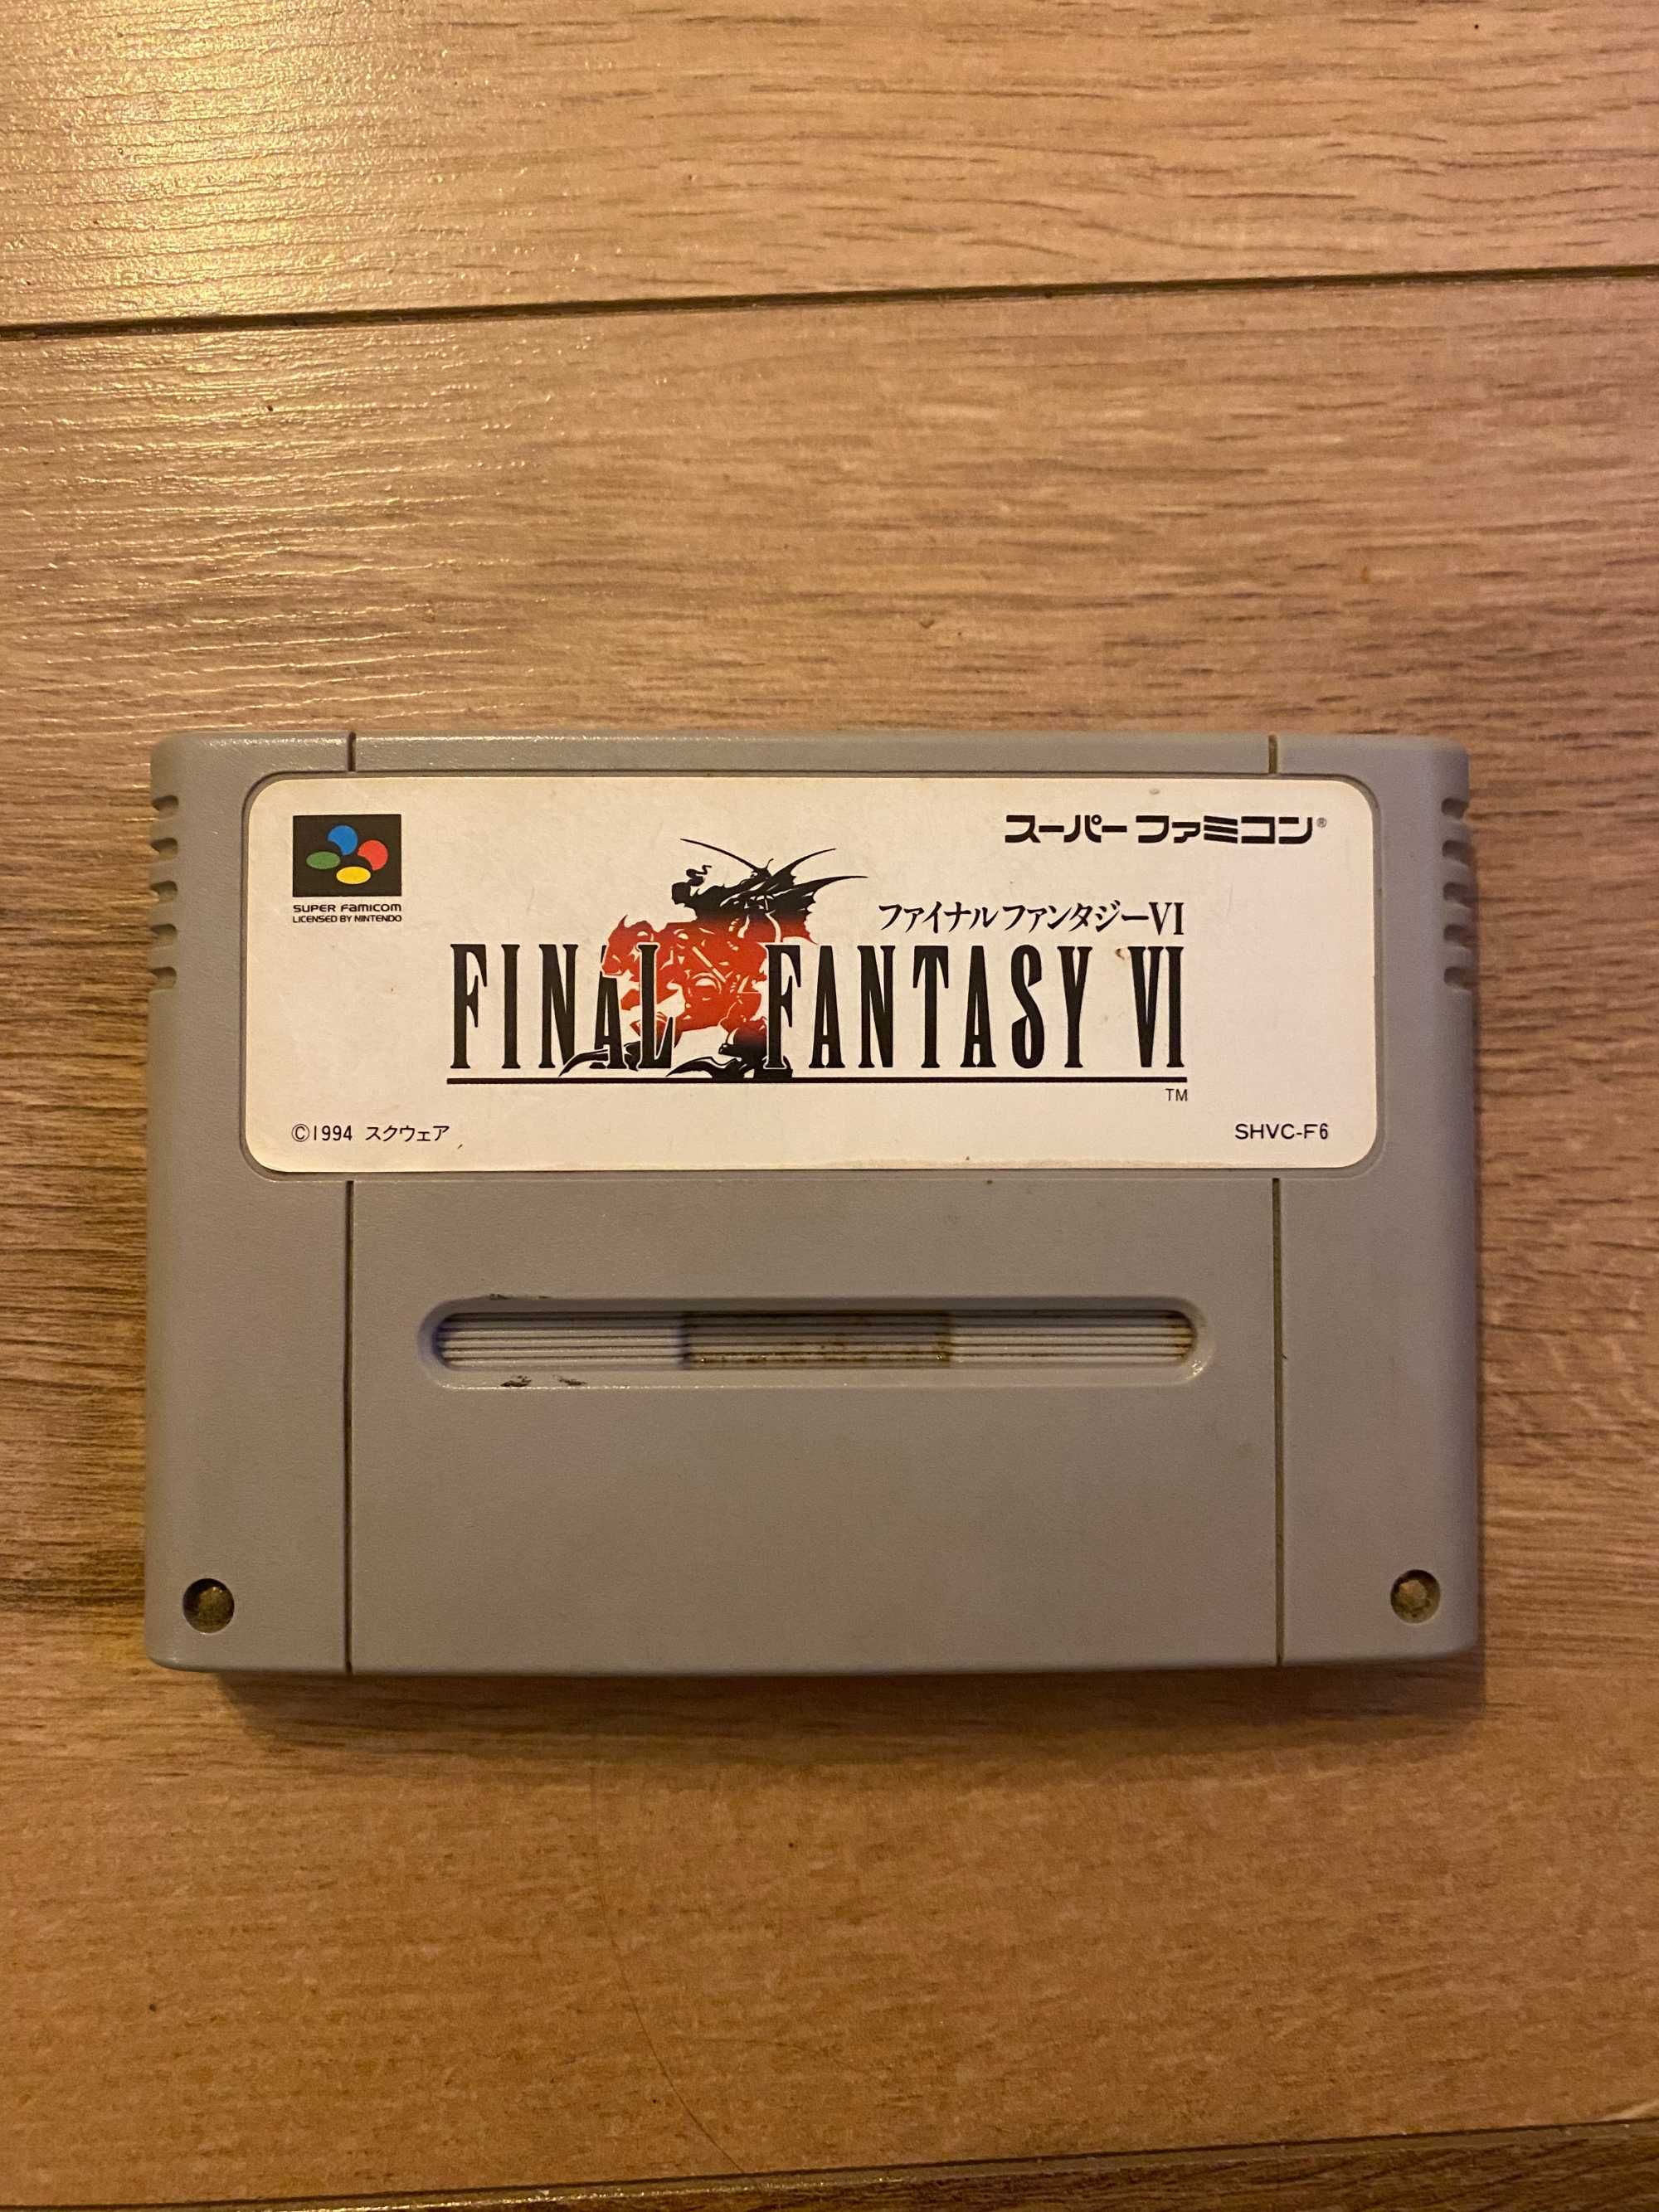 スーパーファミコン®
SUPER FAMICOM
LICENSED BY NINTENDO
ファイナルファンタジーVI
FINAL FANTASY VI
TM
©1994 スクウェア
SHVC-F6